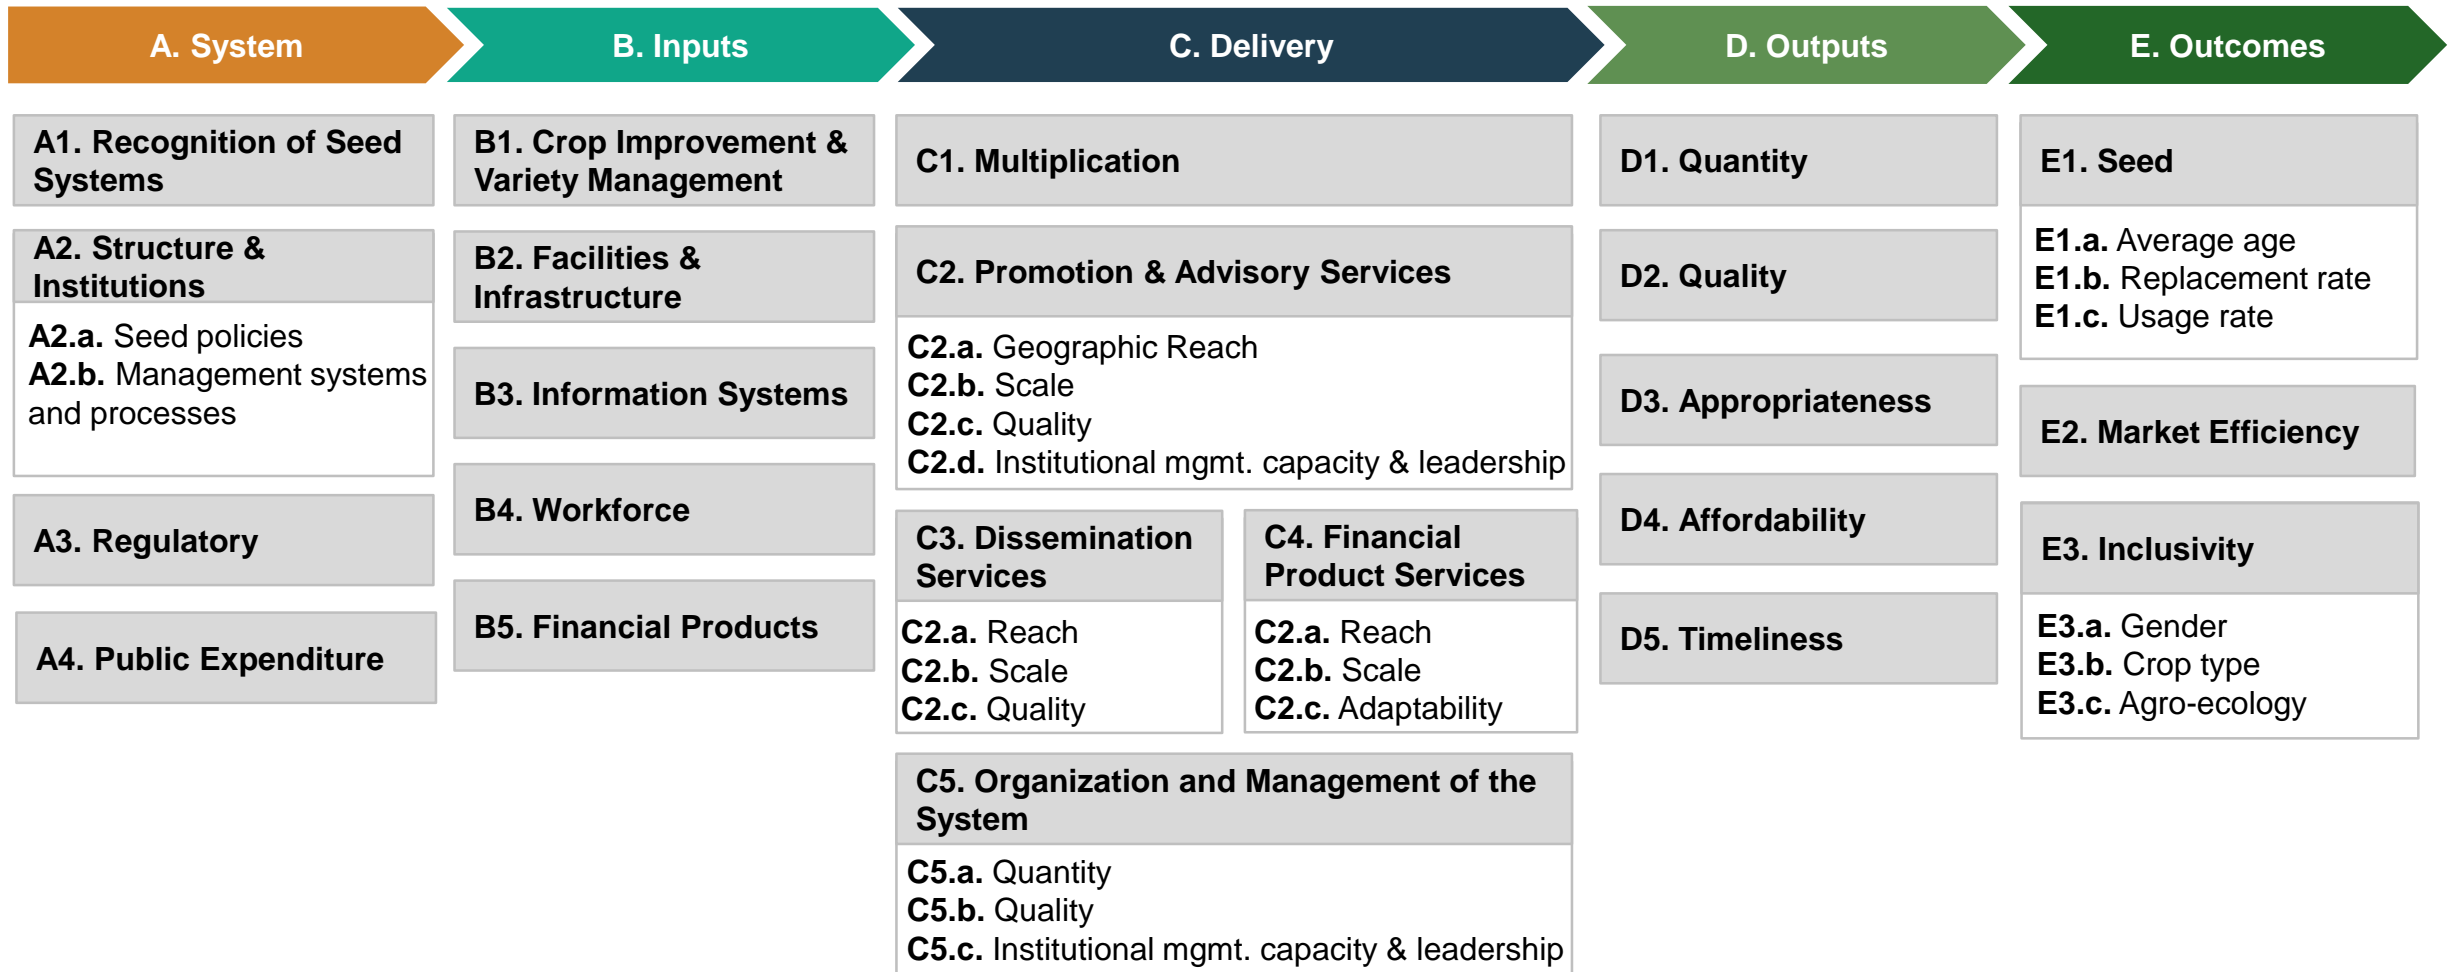 A. System
B. Inputs
C. Delivery
D. Outputs
E. Outcomes
A1. Recognition of Seed
Systems
A2. Structure &
Institutions
A2.a. Seed policies
A2.b. Management systems
and processes
A3. Regulatory
A4. Public Expenditure
B1. Crop Improvement &
Variety Management
B2. Facilities &
Infrastructure
B3. Information Systems
B4. Workforce
B5. Financial Products
C1. Multiplication
C2. Promotion & Advisory Services
C2.a. Geographic Reach
C2.b. Scale
C2.c. Quality
C2.d. Institutional mgmt. capacity & leadership
C3. Dissemination
Services
C2.a. Reach
C2.b. Scale
C2.c. Quality
C4. Financial
Product Services
C2.a. Reach
C2.b. Scale
C2.c. Adaptability
C5. Organization and Management of the
System
C5.a. Quantity
C5.b. Quality
C5.c. Institutional mgmt. capacity & leadership
D1. Quantity
D2. Quality
D3. Appropriateness
D4. Affordability
D5. Timeliness
E1. Seed
E1.a. Average age
E1.b. Replacement rate
E1.c. Usage rate
E2. Market Efficiency
E3. Inclusivity
E3.a. Gender
E3.b. Crop type
E3.c. Agro-ecology